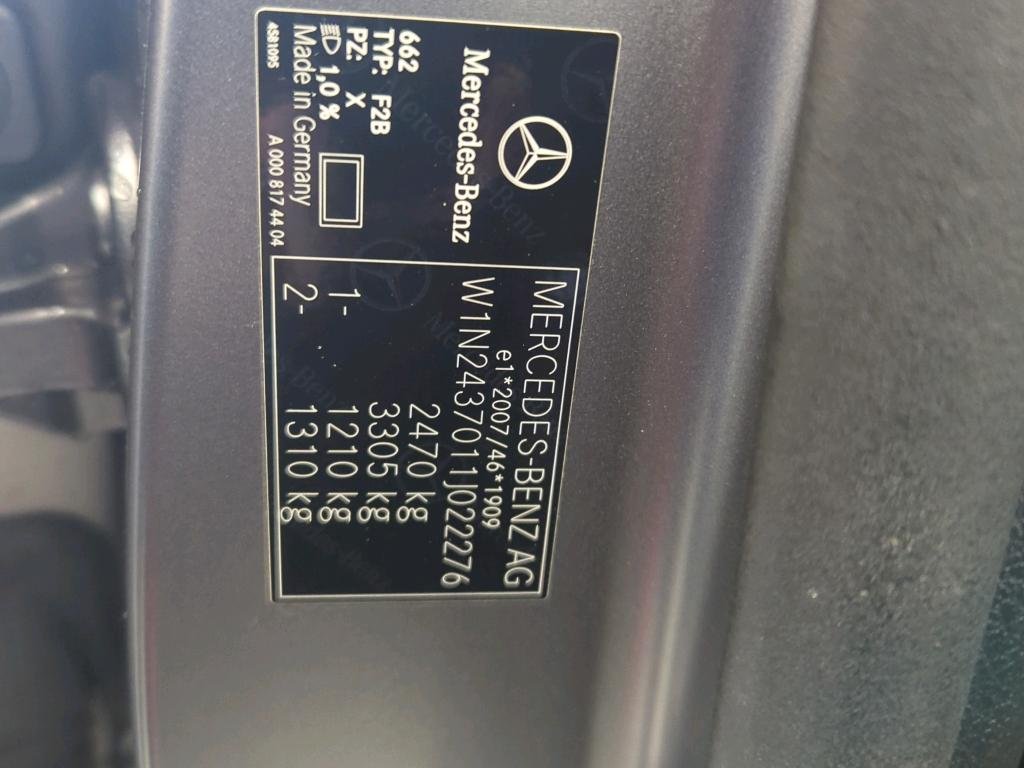 Mercedes-Benz
662
TYP: F2B
PZ: X
1,0 %
Made in Germany
A 000 817 44 04
MERCEDES-BENZ AG
e1*2007/46*1909
W1N2437011J022276
2470 kg
3305 kg
1- 1210 kg
2- 1310 kg